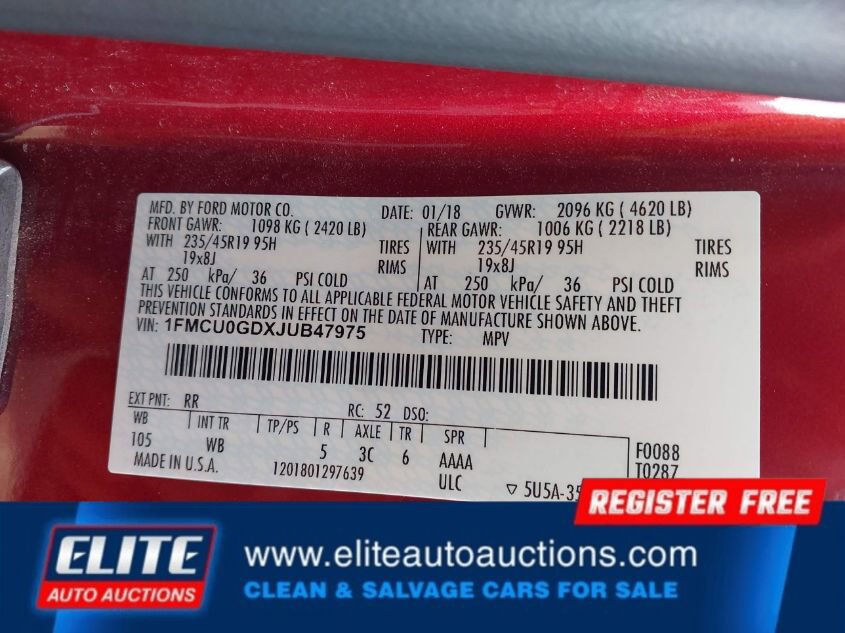 MFD. BY FORD MOTOR CO. DATE: 01/18 GVWR: 2096 KG ( 4620 LB)
FRONT GAWR: 1098 KG ( 2420 LB) REAR GAWR: 1006 KG ( 2218 LB)
WITH 235/45R19 95H TIRES WITH 235/45R19 95H TIRES
19x8J RIMS 19x8J RIMS
AT 250 kPa/ 36 PSI COLD AT 250 kPa/ 36 PSI COLD
THIS VEHICLE CONFORMS TO ALL APPLICABLE FEDERAL MOTOR VEHICLE SAFETY AND THEFT
PREVENTION STANDARDS IN EFFECT ON THE DATE OF MANUFACTURE SHOWN ABOVE.
VIN: 1FMCU0GDXJUB47975 TYPE: MPV
EXT PNT: RR RC: 52 DSO:
WB INT TR TP/PS R AXLE TR SPR
105 WB 5 3C 6 AAAA F0088
MADE IN U.S.A. 1201801297639 ULC T0287
▽ 5U5A-35
REGISTER FREE
ELITE
AUTO AUCTIONS
www.eliteautoauctions.com
CLEAN & SALVAGE CARS FOR SALE